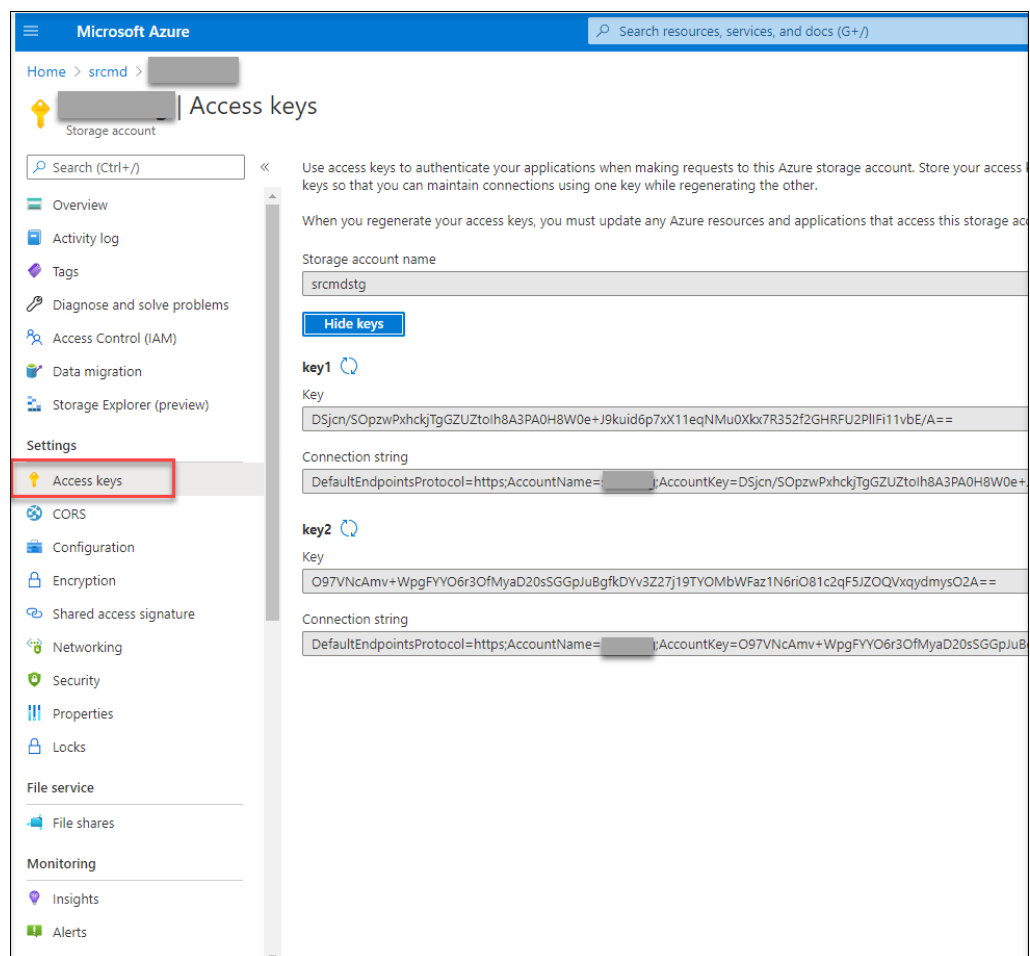 Microsoft Azure
Search resources, services, and docs (G+/)
Home > srcmd >
| Access keys
Storage account
Search (Ctrl+/)
«
Overview
Activity log
Tags
Diagnose and solve problems
Access Control (IAM)
Data migration
Storage Explorer (preview)
Settings
Access keys
CORS
Configuration
Encryption
Shared access signature
Networking
Security
Properties
Locks
File service
File shares
Monitoring
Insights
Alerts
Use access keys to authenticate your applications when making requests to this Azure storage account. Store your access
keys so that you can maintain connections using one key while regenerating the other.
When you regenerate your access keys, you must update any Azure resources and applications that access this storage acc
Storage account name
srcmdstg
Hide keys
key1
Key
DSjcn/SOpzwPxhckjTgGZUZtoIh8A3PA0H8W0e+J9kuid6p7xX11eqNMu0Xkx7R352f2GHRFU2PlIFi11vbE/A==
Connection string
DefaultEndpointsProtocol=https;AccountName= ;AccountKey=DSjcn/SOpzwPxhckjTgGZUZtoIh8A3PA0H8W0e+
key2
Key
O97VNcAmv+WpgFYYO6r3OfMyaD20sSGGpJuBgfkDYv3Z27j19TYOMbWFaz1N6riO81c2qF5JZOQVxqydmysO2A==
Connection string
DefaultEndpointsProtocol=https;AccountName= ;AccountKey=O97VNcAmv+WpgFYYO6r3OfMyaD20sSGGpJuB